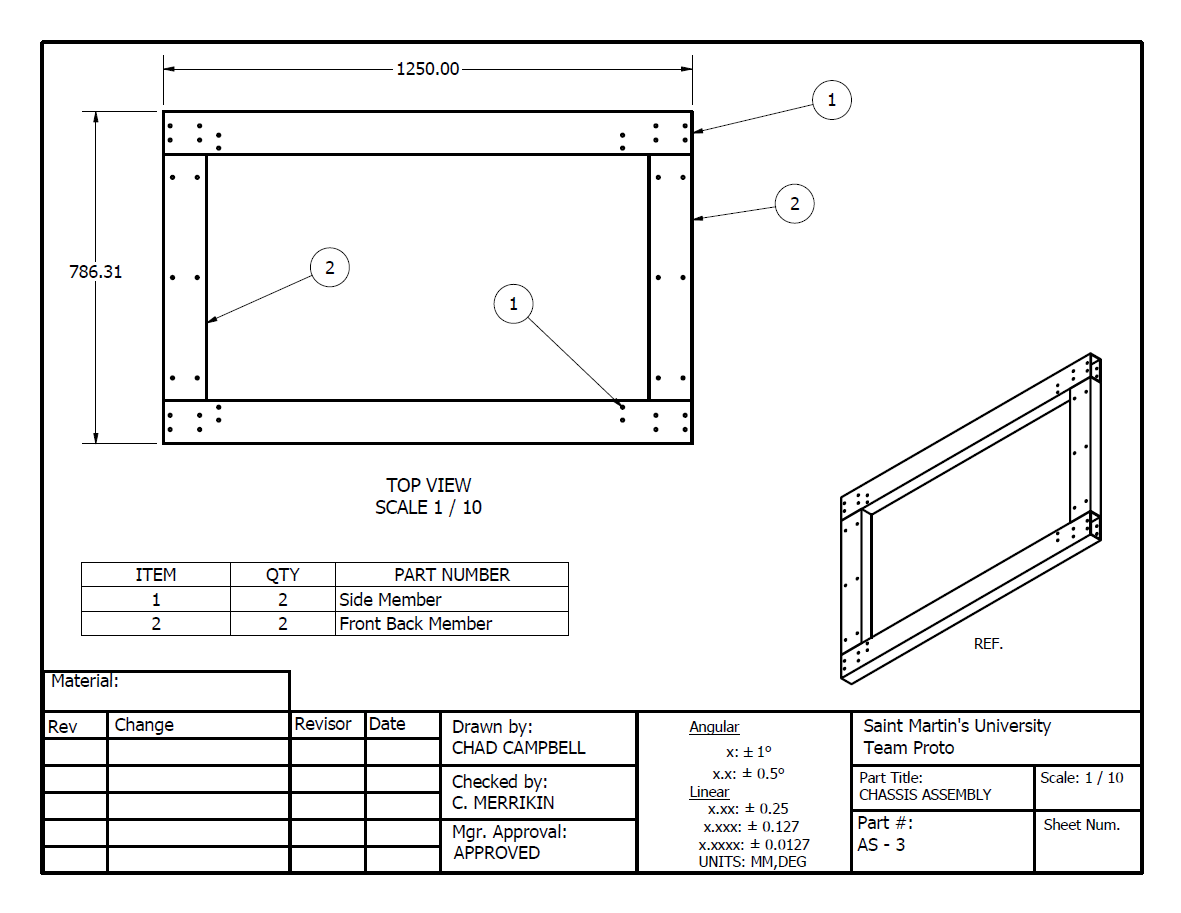 1250.00
1
2
786.31
2
1
TOP VIEW
SCALE 1 / 10
ITEM QTY PART NUMBER
1 2 Side Member
2 2 Front Back Member
REF.
Material:
Rev Change Revisor Date
Drawn by:
CHAD CAMPBELL
Checked by:
C. MERRIKIN
Mgr. Approval:
APPROVED
Angular
x: ± 1°
x.x: ± 0.5°
Linear
x.xx: ± 0.25
x.xxx: ± 0.127
x.xxxx: ± 0.0127
UNITS: MM,DEG
Saint Martin's University
Team Proto
Part Title:
CHASSIS ASSEMBLY
Scale: 1 / 10
Part #:
AS - 3
Sheet Num.